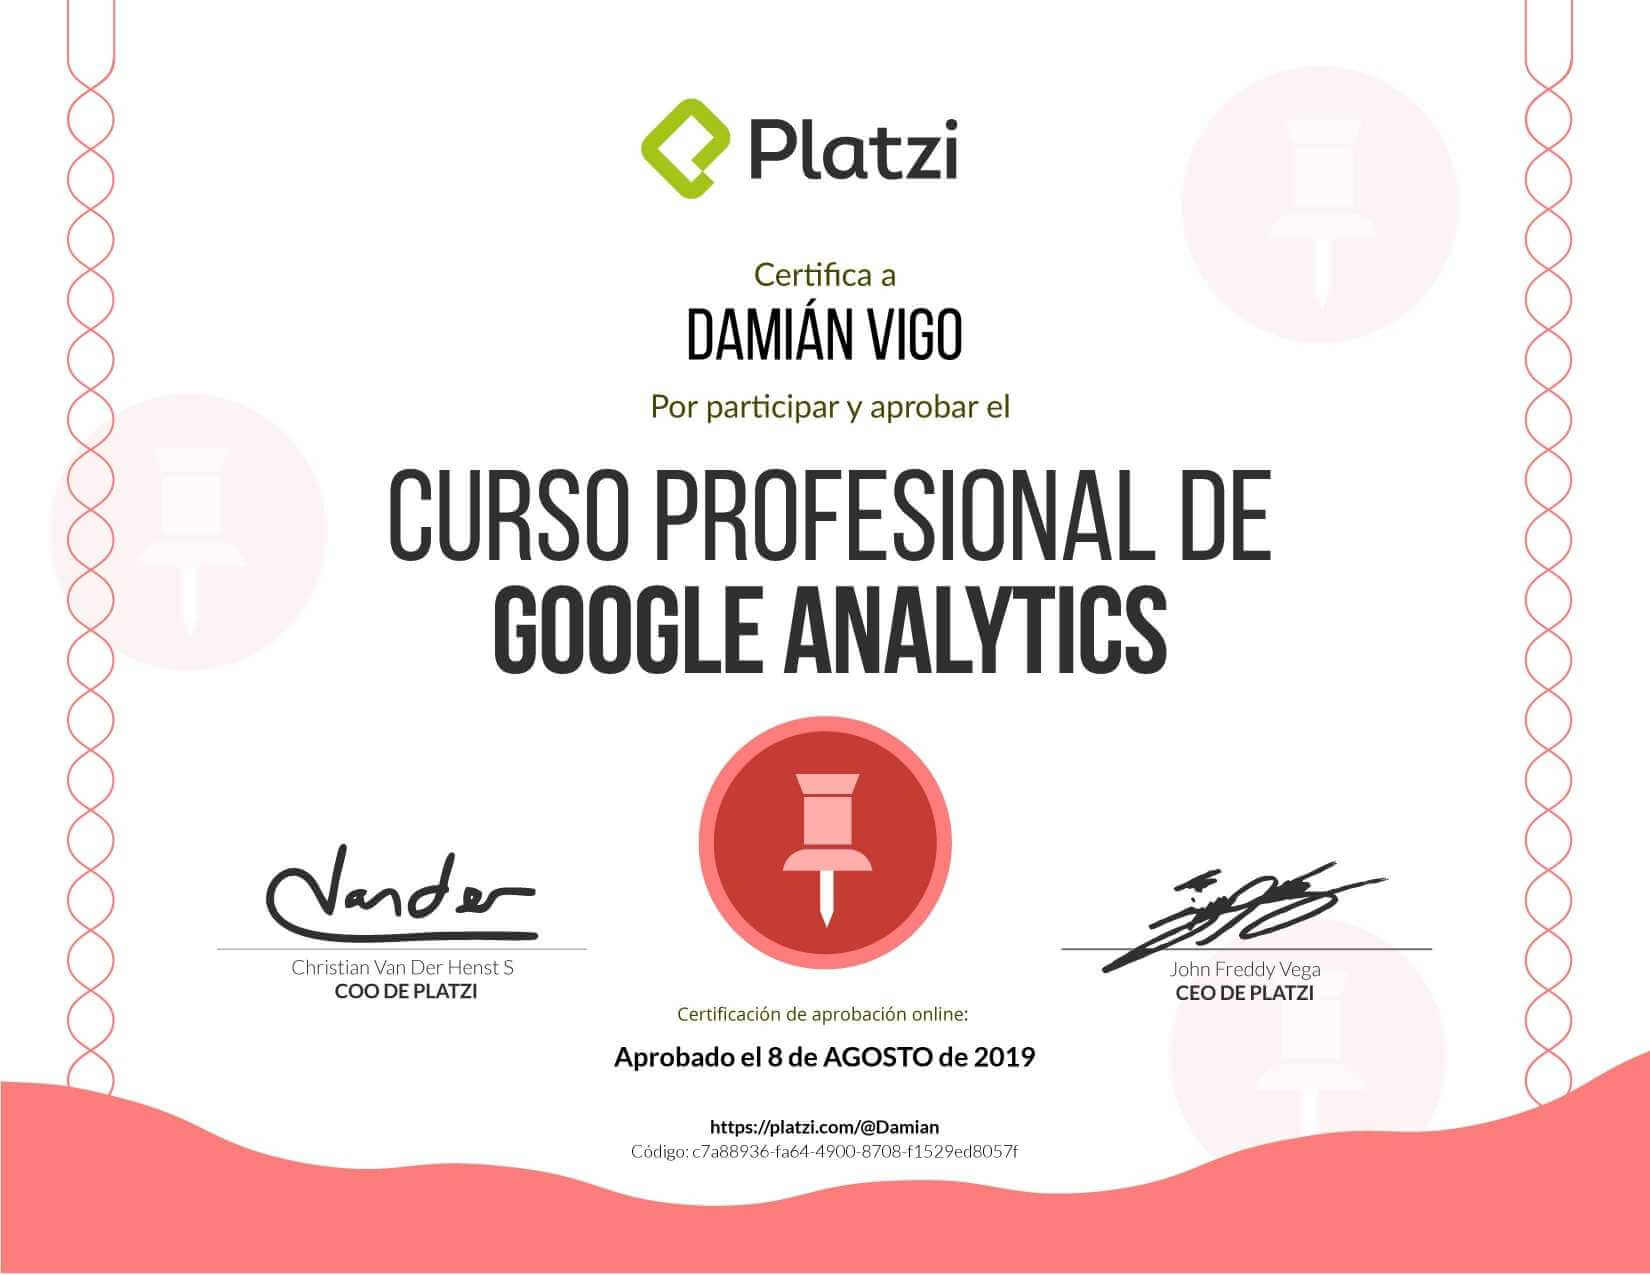 Platzi
Certifica a
DAMIÁN VIGO
Por participar y aprobar el
CURSO PROFESIONAL DE
GOOGLE ANALYTICS
Vander
Christian Van Der Henst S
COO DE PLATZI
John Freddy Vega
CEO DE PLATZI
Certificación de aprobación online:
Aprobado el 8 de AGOSTO de 2019
https://platzi.com/@Damian
Código: c7a88936-fa64-4900-8708-f1529ed8057f